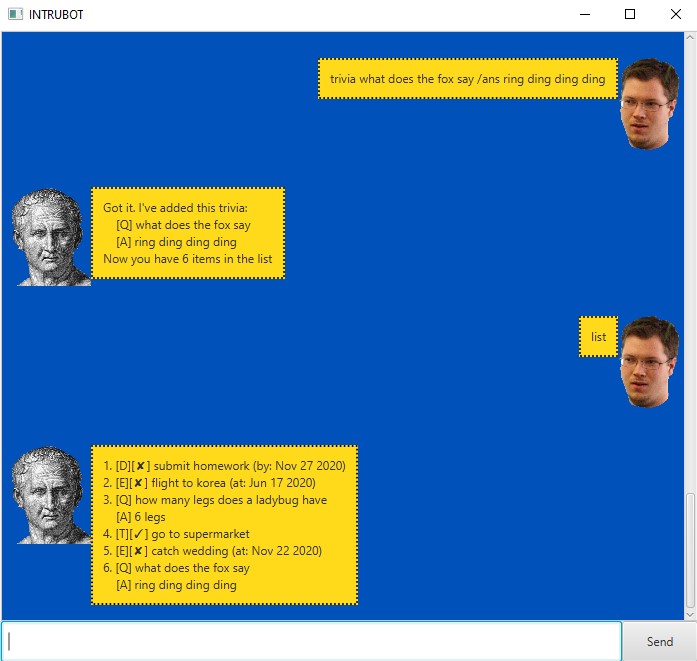 INTRUBOT
trivia what does the fox say /ans ring ding ding ding
Got it. I've added this trivia:
[Q] what does the fox say
[A] ring ding ding ding
Now you have 6 items in the list
list
1. [D][✘] submit homework (by: Nov 27 2020)
2. [E][✘] flight to korea (at: Jun 17 2020)
3. [Q] how many legs does a ladybug have
[A] 6 legs
4. [T][✓] go to supermarket
5. [E][✘] catch wedding (at: Nov 22 2020)
6. [Q] what does the fox say
[A] ring ding ding ding
Send